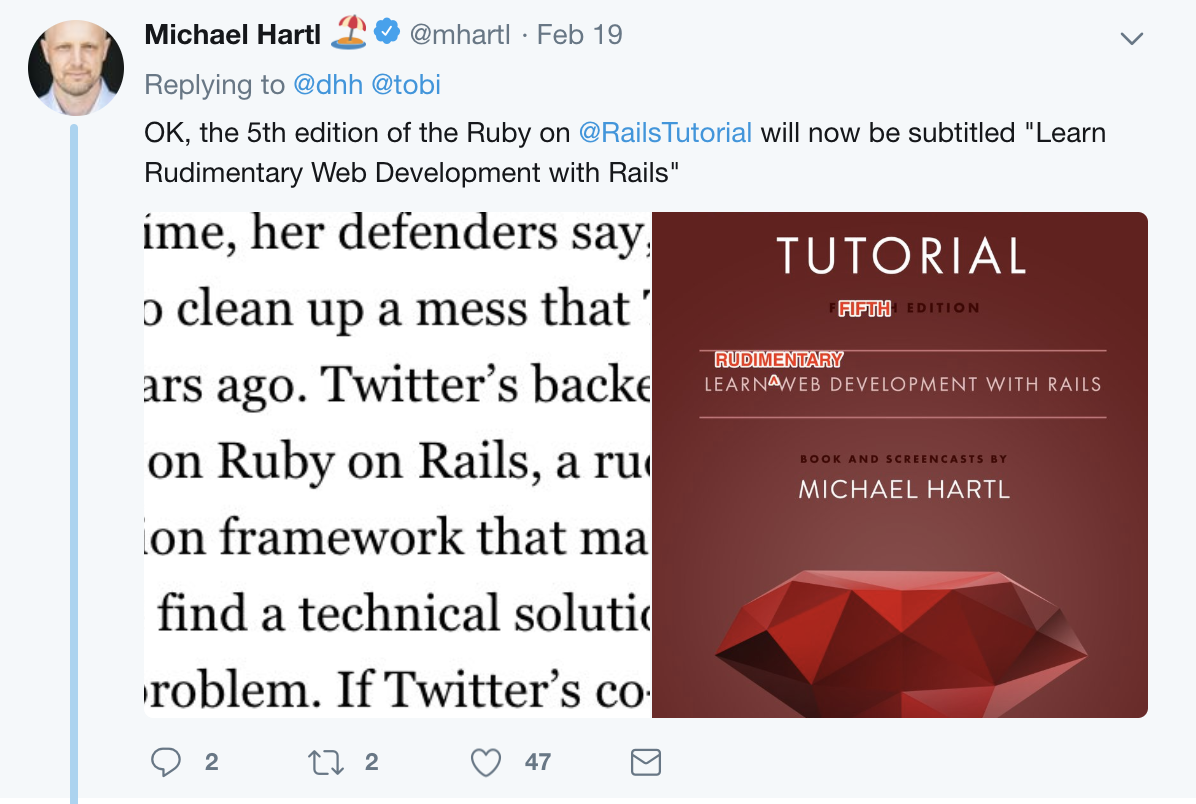 Michael Hartl @mhartl · Feb 19
Replying to @dhh @tobi
OK, the 5th edition of the Ruby on @RailsTutorial will now be subtitled "Learn
Rudimentary Web Development with Rails"
ime, her defenders say,
o clean up a mess that
ars ago. Twitter’s backe
on Ruby on Rails, a ru
ion framework that ma
find a technical solutio
roblem. If Twitter’s co-
TUTORIAL
FIFTH EDITION
RUDIMENTARY
LEARN WEB DEVELOPMENT WITH RAILS
BOOK AND SCREENCASTS BY
MICHAEL HARTL
2 2 47